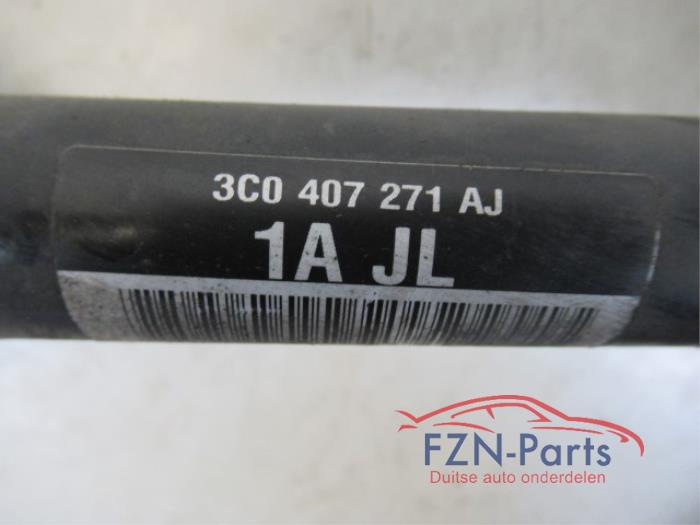 3C0 407 271 AJ
1A JL
FZN-Parts
Duitse auto onderdelen